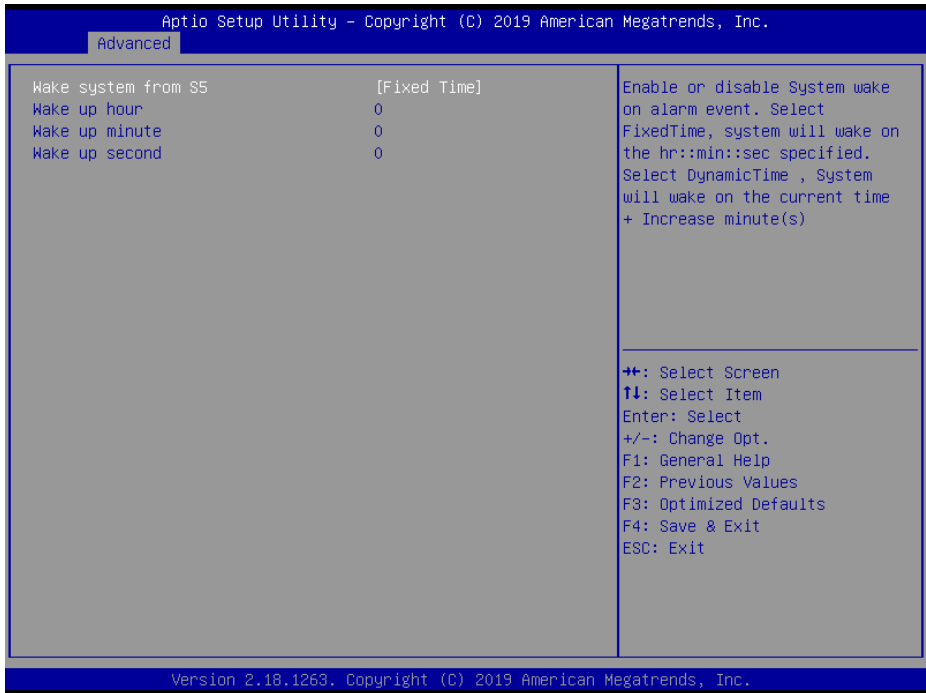 Aptio Setup Utility – Copyright (C) 2019 American Megatrends, Inc.
Advanced
Wake system from S5 [Fixed Time]
Wake up hour 0
Wake up minute 0
Wake up second 0
Enable or disable System wake
on alarm event. Select
FixedTime, system will wake on
the hr::min::sec specified.
Select DynamicTime , System
will wake on the current time
+ Increase minute(s)
→←: Select Screen
↑↓: Select Item
Enter: Select
+/-: Change Opt.
F1: General Help
F2: Previous Values
F3: Optimized Defaults
F4: Save & Exit
ESC: Exit
Version 2.18.1263. Copyright (C) 2019 American Megatrends, Inc.